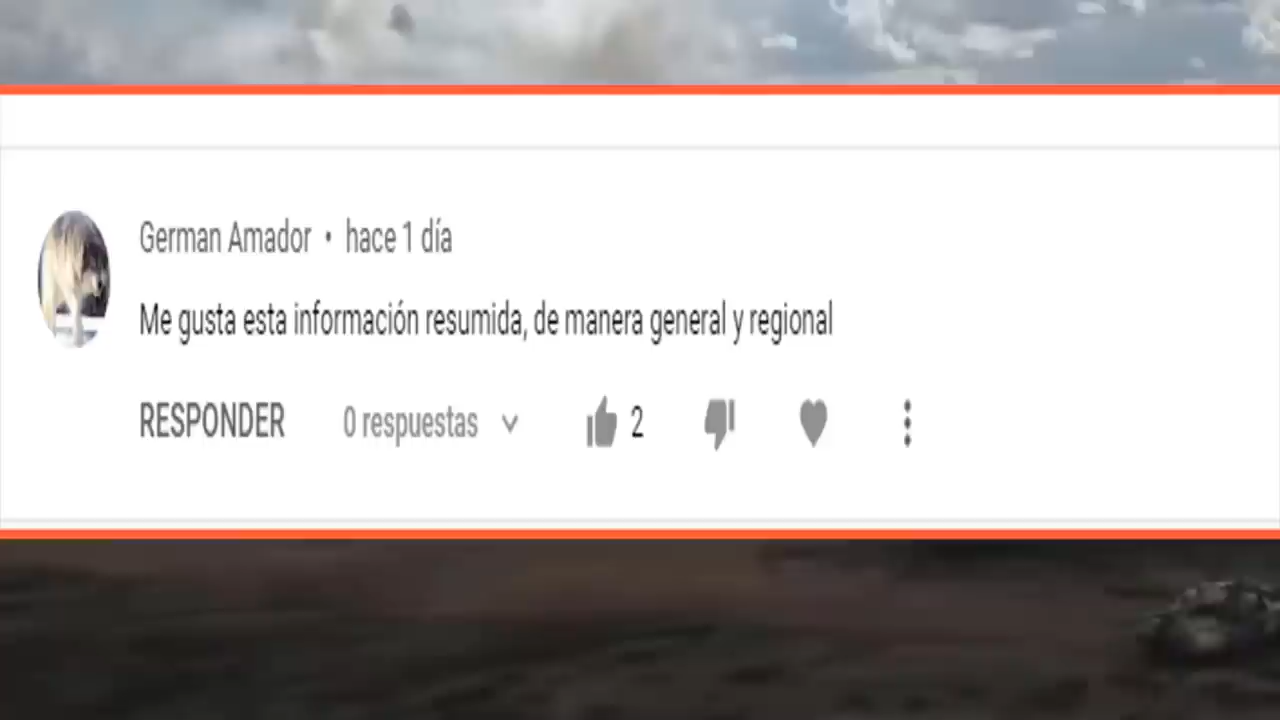 German Amador • hace 1 día
Me gusta esta información resumida, de manera general y regional
RESPONDER 0 respuestas 2